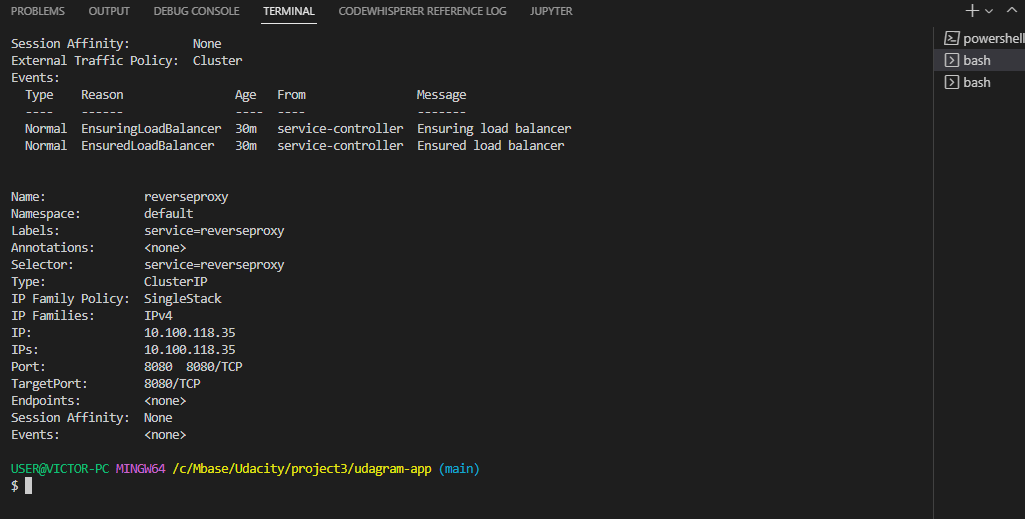 PROBLEMS OUTPUT DEBUG CONSOLE TERMINAL CODEWHISPERER REFERENCE LOG JUPYTER
powershell
bash
bash
Session Affinity: None
External Traffic Policy: Cluster
Events:
Type Reason Age From Message
---- ------ ---- ---- -------
Normal EnsuringLoadBalancer 30m service-controller Ensuring load balancer
Normal EnsuredLoadBalancer 30m service-controller Ensured load balancer
Name: reverseproxy
Namespace: default
Labels: service=reverseproxy
Annotations: <none>
Selector: service=reverseproxy
Type: ClusterIP
IP Family Policy: SingleStack
IP Families: IPv4
IP: 10.100.118.35
IPs: 10.100.118.35
Port: 8080 8080/TCP
TargetPort: 8080/TCP
Endpoints: <none>
Session Affinity: None
Events: <none>
USER@VICTOR-PC MINGW64 /c/Mbase/Udacity/project3/udagram-app (main)
$